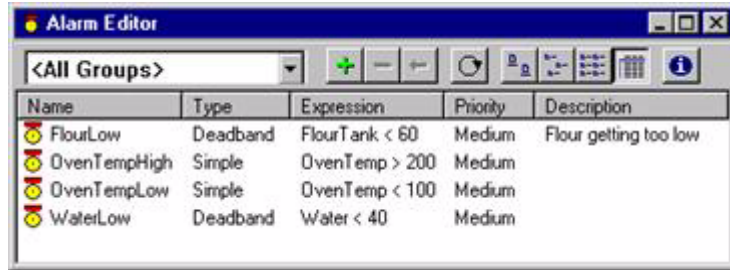 Alarm Editor
<All Groups>
Name Type Expression Priority Description
FlourLow Deadband FlourTank < 60 Medium Flour getting too low
OvenTempHigh Simple OvenTemp > 200 Medium
OvenTempLow Simple OvenTemp < 100 Medium
WaterLow Deadband Water < 40 Medium